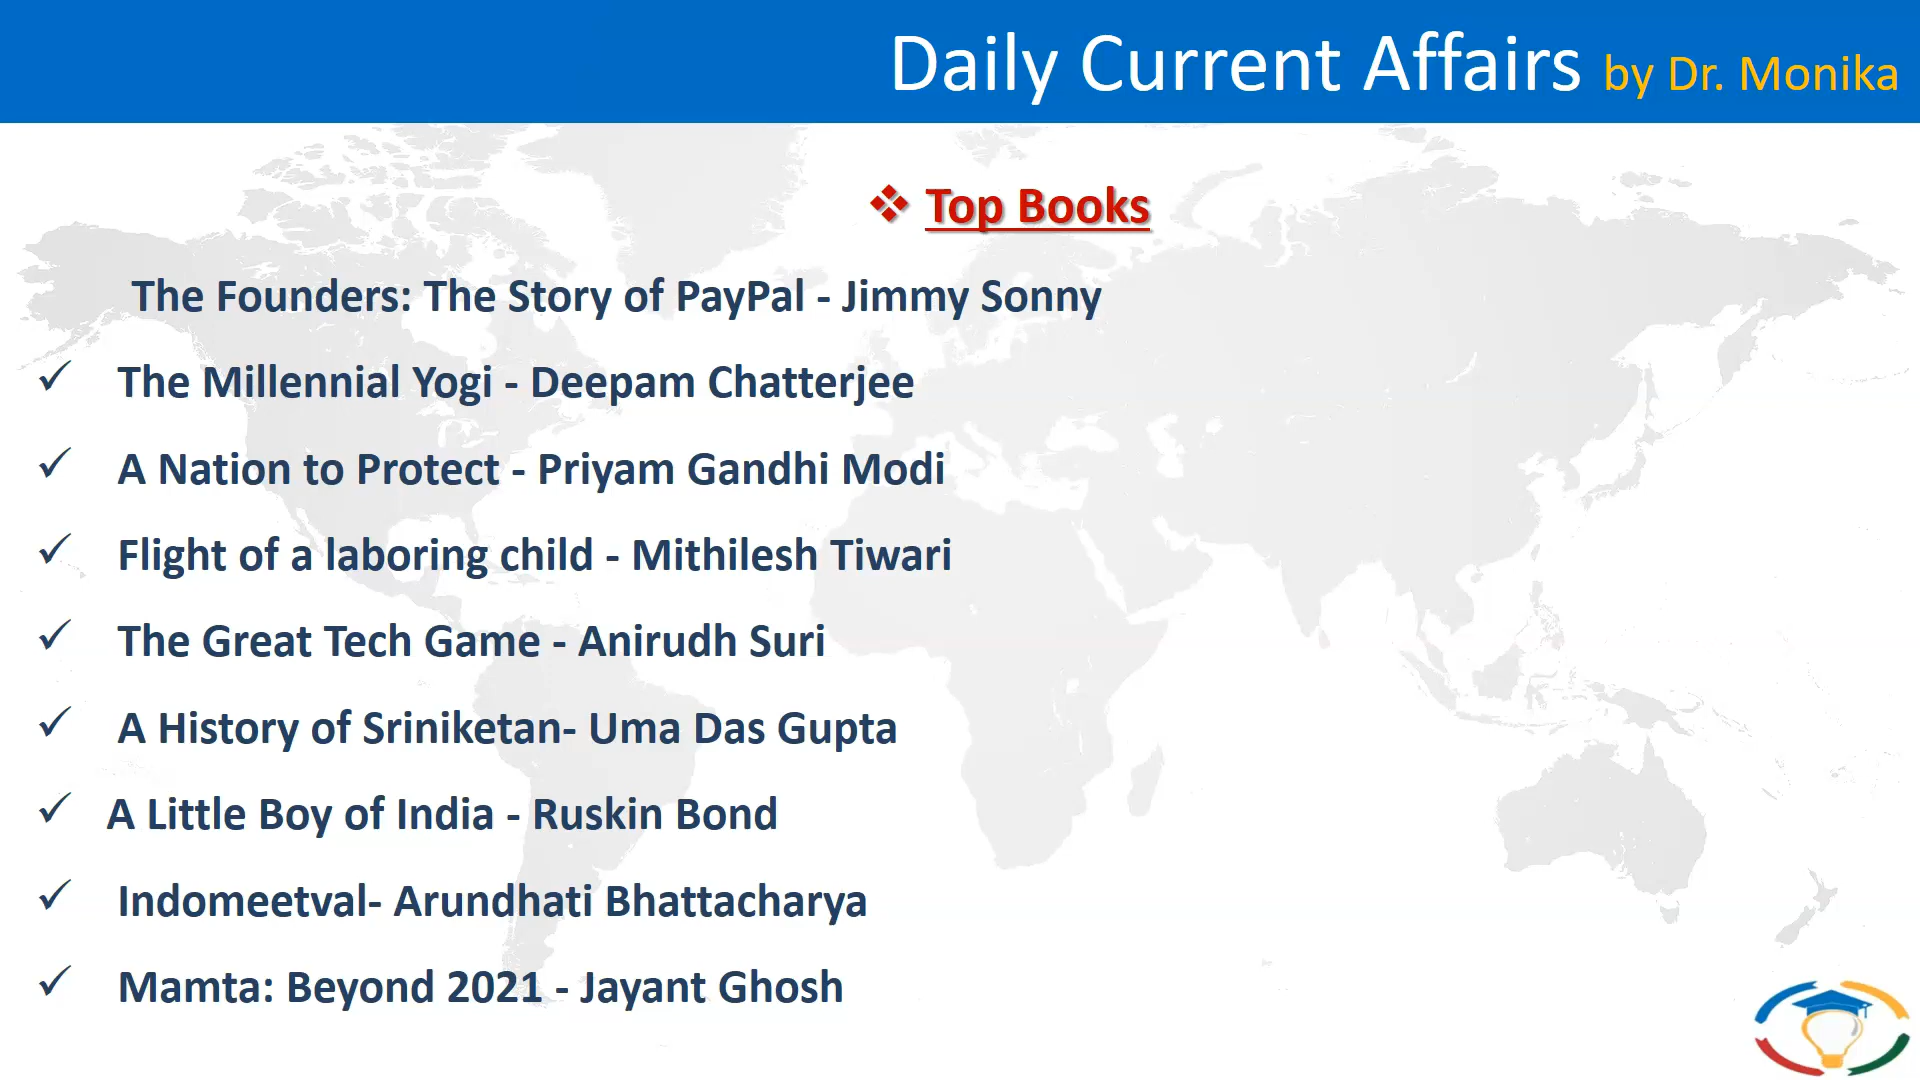 Daily Current Affairs by Dr. Monika
❖ Top Books
The Founders: The Story of PayPal - Jimmy Sonny
✓ The Millennial Yogi - Deepam Chatterjee
✓ A Nation to Protect - Priyam Gandhi Modi
✓ Flight of a laboring child - Mithilesh Tiwari
✓ The Great Tech Game - Anirudh Suri
✓ A History of Sriniketan- Uma Das Gupta
✓ A Little Boy of India - Ruskin Bond
✓ Indomeetval- Arundhati Bhattacharya
✓ Mamta: Beyond 2021 - Jayant Ghosh